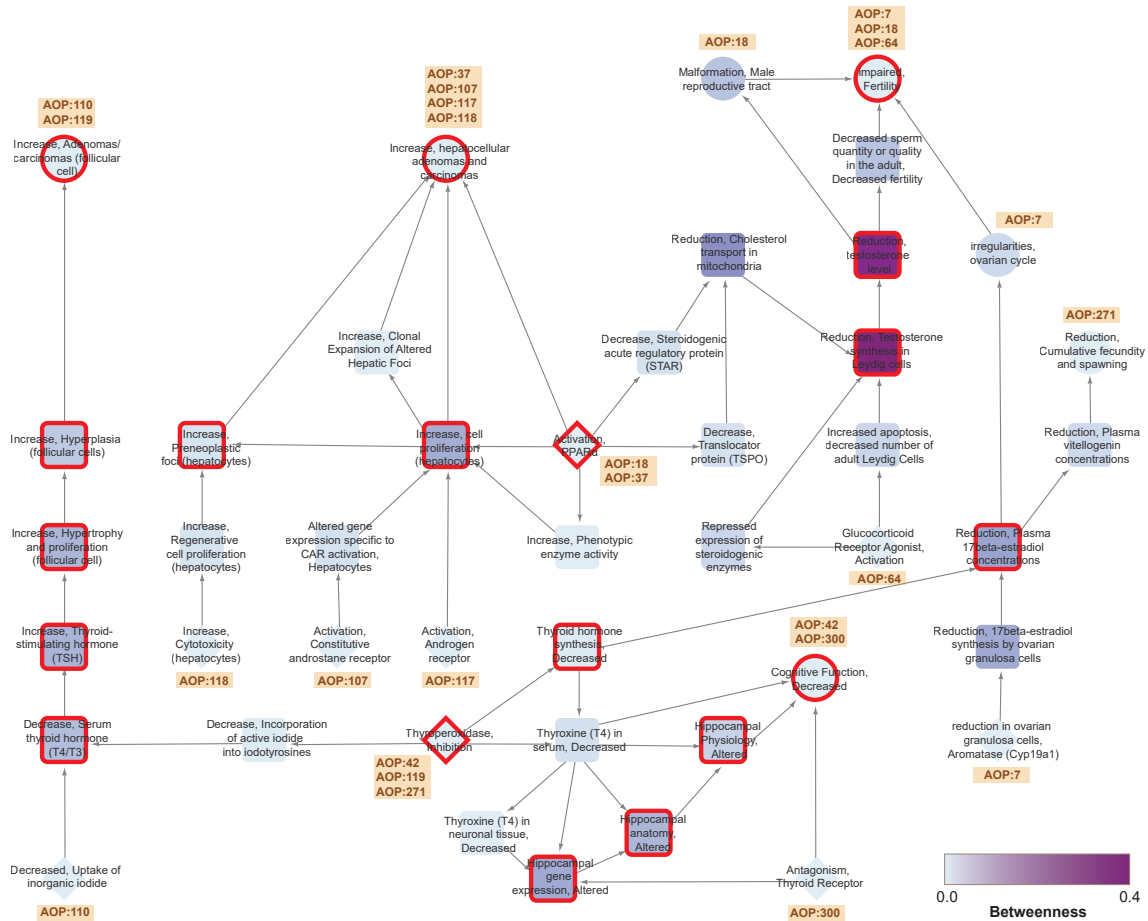 AOP:7
AOP:18
AOP:64
AOP:18
Malformation, Male
reproductive tract
Impaired,
Fertility
AOP:37
AOP:107
AOP:117
AOP:118
AOP:110
AOP:119
Increase, Adenomas/
carcinomas (follicular
cell)
Increase, hepatocellular
adenomas and
carcinomas
Decreased sperm
quantity or quality
in the adult,
Decreased fertility
AOP:7
irregularities,
ovarian cycle
Reduction, Cholesterol
transport in
mitochondria
Reduction,
testosterone
level
AOP:271
Reduction,
Cumulative fecundity
and spawning
Increase, Clonal
Expansion of Altered
Hepatic Foci
Decrease, Steroidogenic
acute regulatory protein
(STAR)
Reduction, Testosterone
synthesis in
Leydig cells
Increase, Hyperplasia
(follicular cells)
Increase,
Preneoplastic
foci (hepatocytes)
Increase, cell
proliferation
(hepatocytes)
Activation,
PPARα
AOP:18
AOP:37
Decrease,
Translocator
protein (TSPO)
Increased apoptosis,
decreased number of
adult Leydig Cells
Reduction, Plasma
vitellogenin
concentrations
Increase, Hypertrophy
and proliferation
(follicular cell)
Increase,
Regenerative
cell proliferation
(hepatocytes)
Altered gene
expression specific to
CAR activation,
Hepatocytes
Increase, Phenotypic
enzyme activity
Repressed
expression of
steroidogenic
enzymes
Glucocorticoid
Receptor Agonist,
Activation
AOP:64
Reduction, Plasma
17beta-estradiol
concentrations
Increase, Thyroid-
stimulating hormone
(TSH)
Increase,
Cytotoxicity
(hepatocytes)
AOP:118
Activation,
Constitutive
androstane receptor
AOP:107
Activation,
Androgen
receptor
AOP:117
Thyroid hormone
synthesis,
Decreased
AOP:42
AOP:300
Cognitive Function,
Decreased
Reduction, 17beta-estradiol
synthesis by ovarian
granulosa cells
Decrease, Serum
thyroid hormone
(T4/T3)
Decrease, Incorporation
of active iodide
into iodotyrosines
Thyroperoxidase,
Inhibition
AOP:42
AOP:119
AOP:271
Thyroxine (T4) in
serum, Decreased
Hippocampal
Physiology,
Altered
reduction in ovarian
granulosa cells,
Aromatase (Cyp19a1)
AOP:7
Thyroxine (T4) in
neuronal tissue,
Decreased
Hippocampal
anatomy,
Altered
Decreased, Uptake of
inorganic iodide
AOP:110
Hippocampal
gene
expression, Altered
Antagonism,
Thyroid Receptor
AOP:300
0.0
0.4
Betweenness